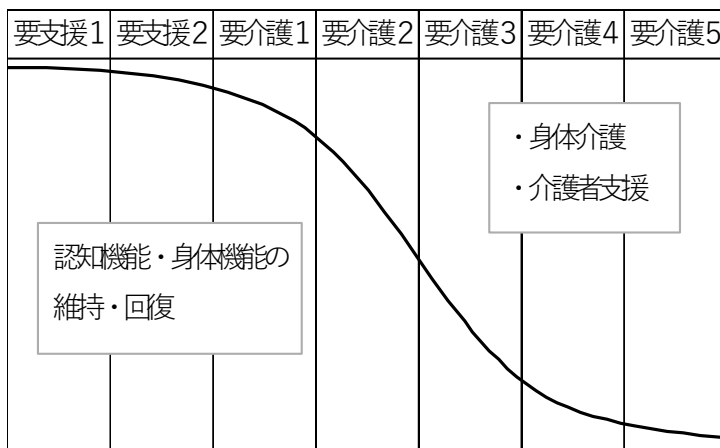 要支援1 要支援2 要介護1 要介護2 要介護3 要介護4 要介護5
・身体介護
・介護者支援
認知機能・身体機能の
維持・回復